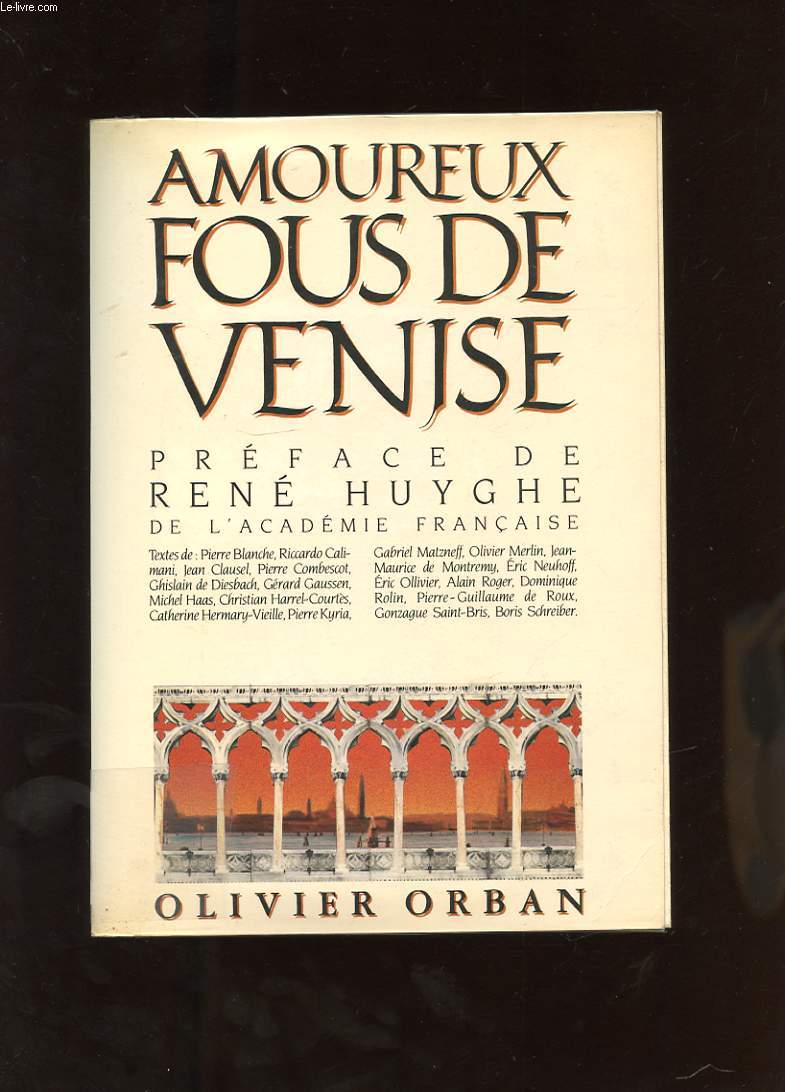 Le-livre.com
AMOUREUX
FOUS DE
VENISE
PRÉFACE DE
RENÉ HUYGHE
DE L'ACADÉMIE FRANÇAISE
Textes de : Pierre Blanche, Riccardo Cali-
mani, Jean Clausel, Pierre Combescot,
Ghislain de Diesbach, Gérard Gaussen,
Michel Haas, Christian Harrel-Courtès,
Catherine Hermary-Vieille, Pierre Kyria,
Gabriel Matzneff, Olivier Merlin, Jean-
Maurice de Montremy, Éric Neuhoff,
Éric Ollivier, Alain Roger, Dominique
Rolin, Pierre-Guillaume de Roux,
Gonzague Saint-Bris, Boris Schreiber.
OLIVIER ORBAN